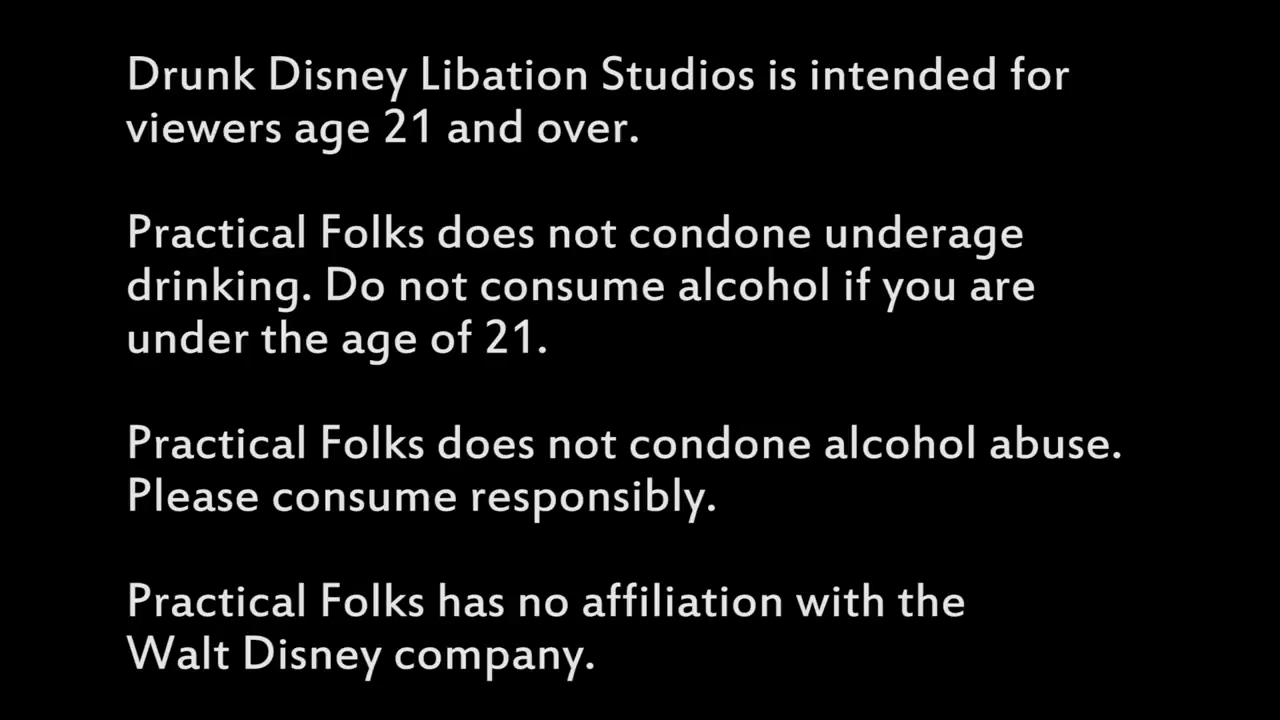 Drunk Disney Libation Studios is intended for
viewers age 21 and over.
Practical Folks does not condone underage
drinking. Do not consume alcohol if you are
under the age of 21.
Practical Folks does not condone alcohol abuse.
Please consume responsibly.
Practical Folks has no affiliation with the
Walt Disney company.